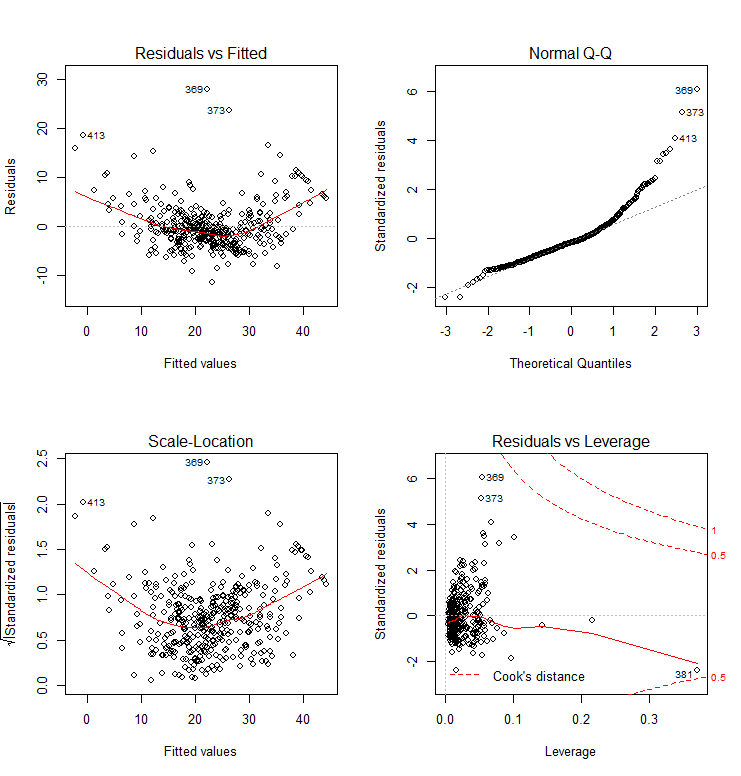 Residuals vs Fitted
Residuals
30
20
10
0
-10
369
373
413
0 10 20 30 40
Fitted values
Normal Q-Q
Standardized residuals
6
4
2
0
-2
369
373
413
-3 -2 -1 0 1 2 3
Theoretical Quantiles
Scale-Location
√|Standardized residuals|
2.5
2.0
1.5
1.0
0.5
0.0
369
373
413
0 10 20 30 40
Fitted values
Residuals vs Leverage
Standardized residuals
6
4
2
0
-2
369
373
381
1
0.5
0.5
Cook's distance
0.0 0.1 0.2 0.3
Leverage